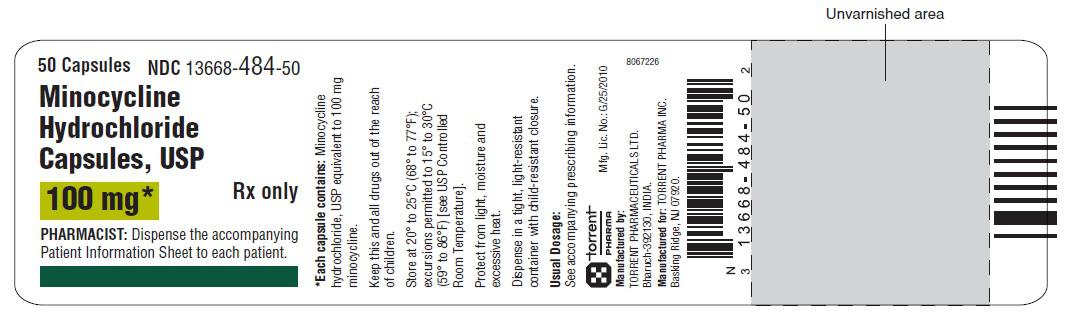 Unvarnished area
50 Capsules NDC 13668-484-50
Minocycline
Hydrochloride
Capsules, USP
100 mg*
Rx only
PHARMACIST: Dispense the accompanying
Patient Information Sheet to each patient.
*Each capsule contains: Minocycline
hydrochloride, USP equivalent to 100 mg
minocycline.
Keep this and all drugs out of the reach
of children.
Store at 20° to 25°C (68° to 77°F);
excursions permitted to 15° to 30°C
(59° to 86°F) [see USP Controlled
Room Temperature].
Protect from light, moisture and
excessive heat.
Dispense in a tight, light-resistant
container with child-resistant closure.
Usual Dosage:
See accompanying prescribing information.
torrent
PHARMA
Mfg. Lic. No.: G/25/2010
Manufactured by:
TORRENT PHARMACEUTICALS LTD.
Bharuch-392130, INDIA.
Manufactured for: TORRENT PHARMA INC.
Basking Ridge, NJ 07920.
8067226
N
3 13668-484-50 2